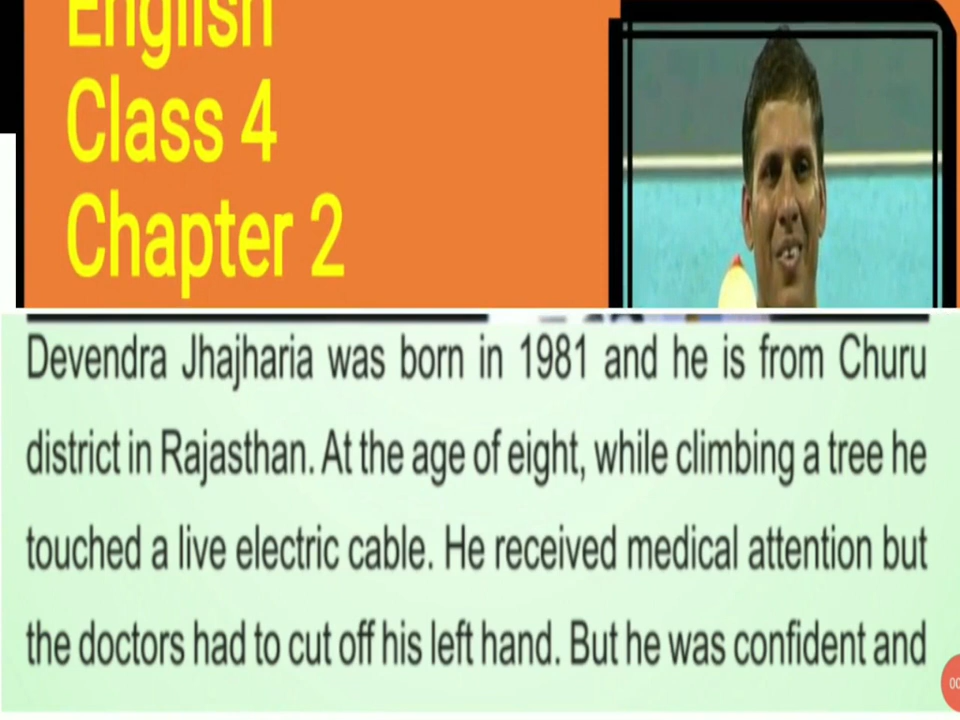 English
Class 4
Chapter 2
Devendra Jhajharia was born in 1981 and he is from Churu
district in Rajasthan. At the age of eight, while climbing a tree he
touched a live electric cable. He received medical attention but
the doctors had to cut off his left hand. But he was confident and